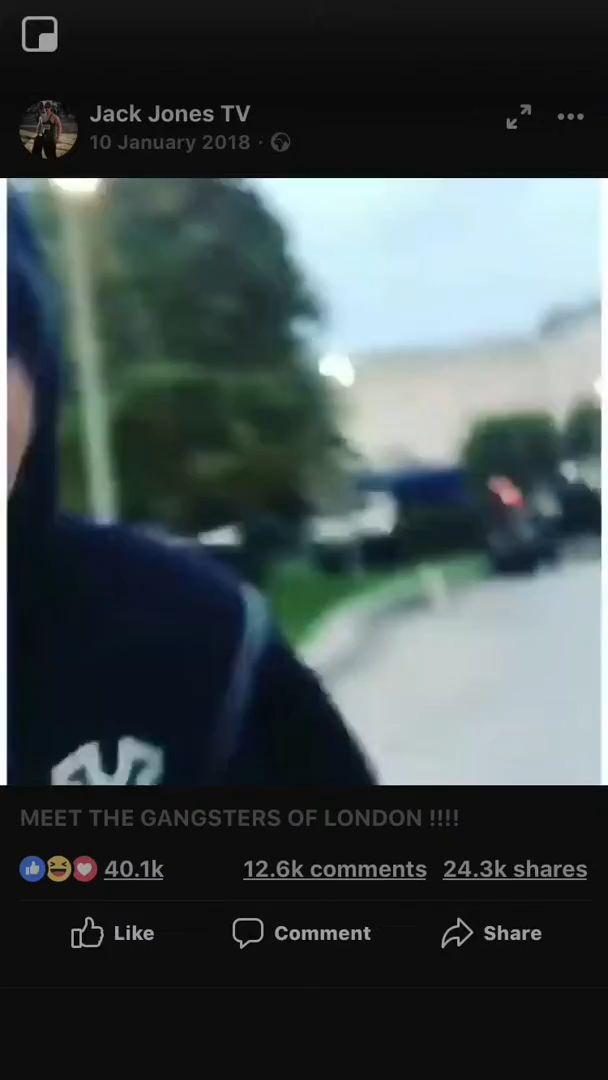 Jack Jones TV
10 January 2018 ·
MEET THE GANGSTERS OF LONDON !!!!
40.1k 12.6k comments 24.3k shares
Like Comment Share